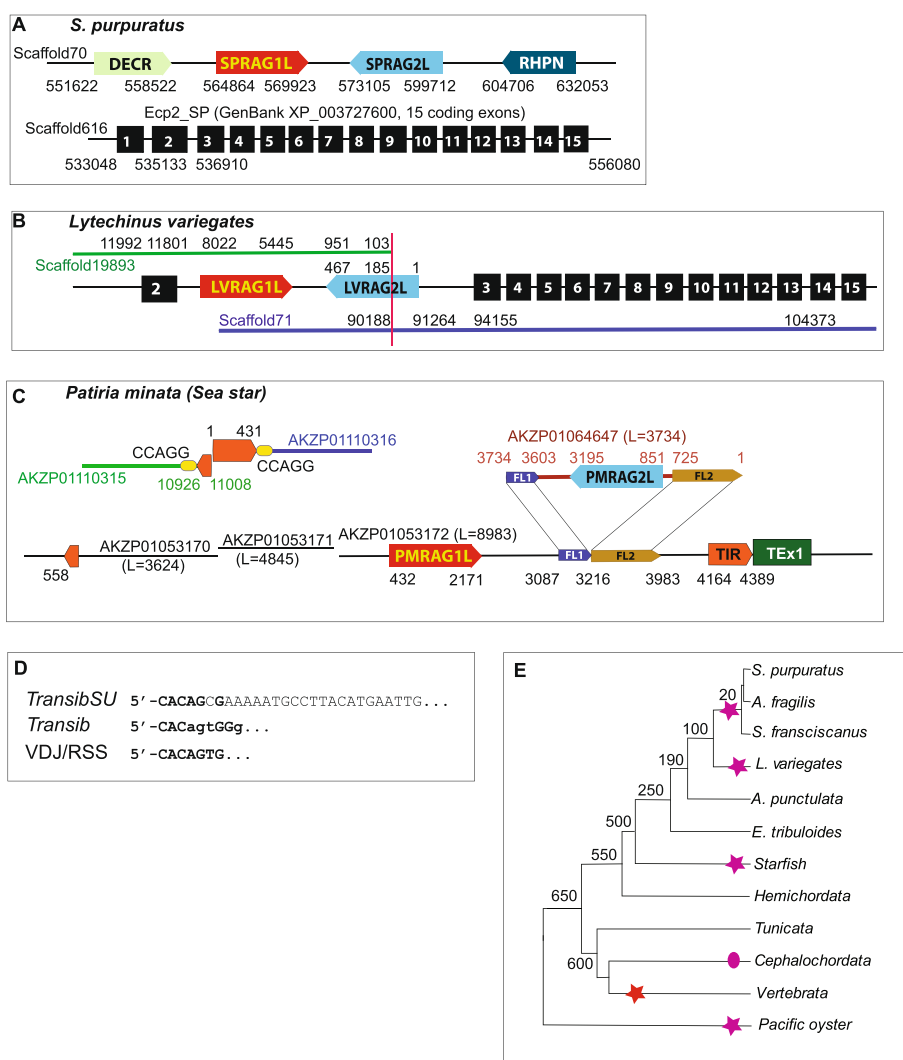 A S. purpuratus
Scaffold70
DECR SPRAG1L SPRAG2L RHPN
551622 558522 564864 569923 573105 599712 604706 632053
Ecp2_SP (GenBank XP_003727600, 15 coding exons)
Scaffold616
1 2 3 4 5 6 7 8 9 10 11 12 13 14 15
533048 535133 536910 556080
B Lytechinus variegates
11992 11801 8022 5445 951 103
Scaffold19893
467 185 1
2 LVRAG1L LVRAG2L 3 4 5 6 7 8 9 10 11 12 13 14 15
Scaffold71 90188 91264 94155 104373
C Patiria minata (Sea star)
1 431
CCAGG AKZP01110316
AKZP01110315 CCAGG
10926 11008
AKZP01064647 (L=3734)
3734 3603 3195 851 725 1
FL1 PMRAG2L FL2
AKZP01053170 AKZP01053171 AKZP01053172 (L=8983)
(L=3624) (L=4845)
PMRAG1L FL1 FL2 TIR TEx1
558 432 2171 3087 3216 3983 4164 4389
D
TransibSU 5’-CACAGCGAAAAATGCCTTACATGAATTG...
Transib 5’-CACagtGGg...
VDJ/RSS 5’-CACAGTG...
E
S. purpuratus
20
A. fragilis
S. fransciscanus
100
L. variegates
190
A. punctulata
250
E. tribuloides
500
Starfish
550
Hemichordata
650
Tunicata
600
Cephalochordata
Vertebrata
Pacific oyster